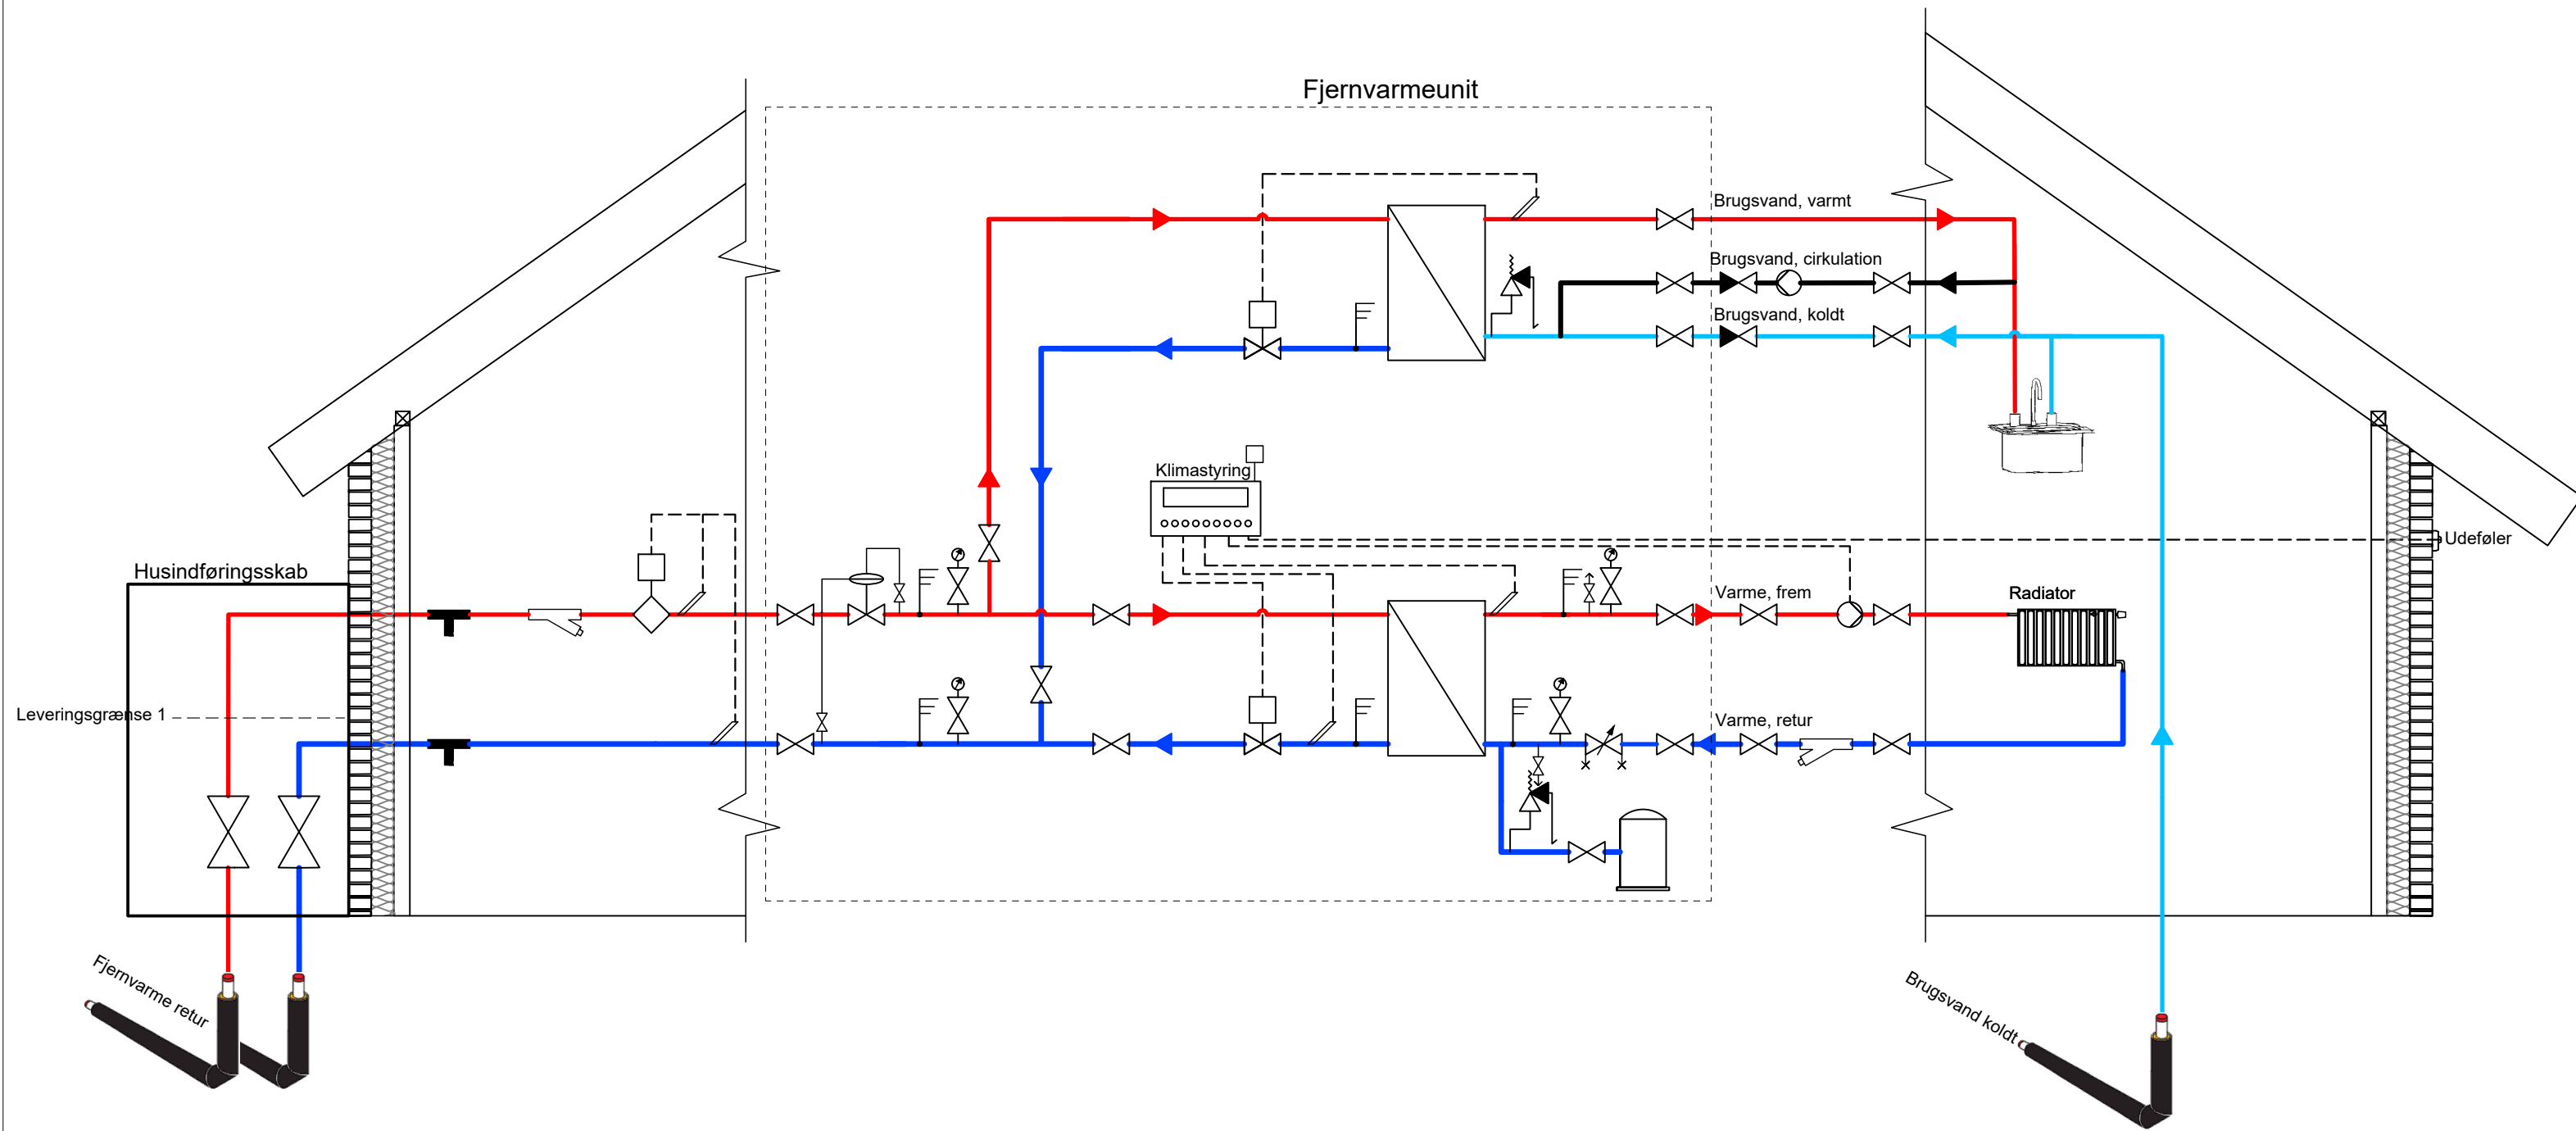 Fjernvarmeunit
Brugsvand, varmt
Brugsvand, cirkulation
Brugsvand, koldt
Klimastyring
Udeføler
Husindføringsskab
Varme, frem
Radiator
Leveringsgrænse 1
Varme, retur
Fjernvarme retur
Brugsvand koldt